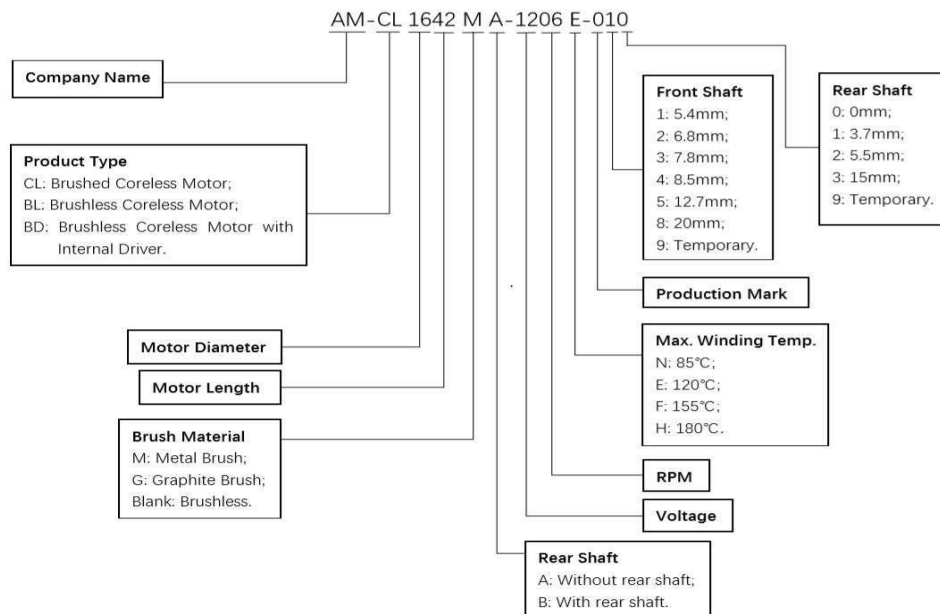 AM-CL 1642 M A-1206 E-010
Company Name
Product Type
CL: Brushed Coreless Motor;
BL: Brushless Coreless Motor;
BD: Brushless Coreless Motor with
Internal Driver.
Motor Diameter
Motor Length
Brush Material
M: Metal Brush;
G: Graphite Brush;
Blank: Brushless.
Front Shaft
1: 5.4mm;
2: 6.8mm;
3: 7.8mm;
4: 8.5mm;
5: 12.7mm;
8: 20mm;
9: Temporary.
Rear Shaft
0: 0mm;
1: 3.7mm;
2: 5.5mm;
3: 15mm;
9: Temporary.
Production Mark
Max. Winding Temp.
N: 85℃;
E: 120℃;
F: 155℃;
H: 180℃.
RPM
Voltage
Rear Shaft
A: Without rear shaft;
B: With rear shaft.